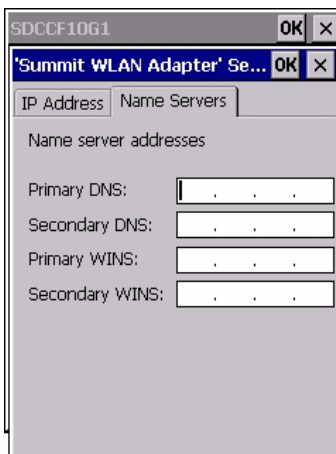 SDCCF10G1 OK ×
'Summit WLAN Adapter' Se... OK ×
IP Address Name Servers
Name server addresses
Primary DNS: . . .
Secondary DNS: . . .
Primary WINS: . . .
Secondary WINS: . . .